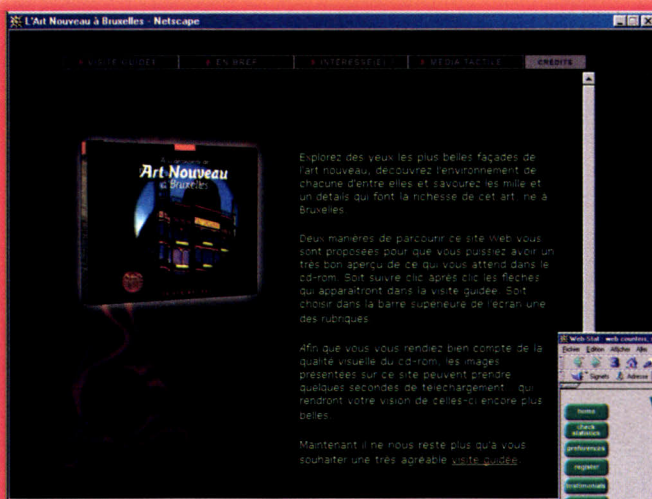 L'Art Nouveau à Bruxelles - Netscape
VISITE GUIDÉE
EN BREF
INTÉRESSÉ(E) ?
MÉDIA TACTILE
CRÉDITS
Art Nouveau
à Bruxelles
Explorez des yeux les plus belles façades de
l'art nouveau, découvrez l'environnement de
chacune d'entre elles et savourez les mille et
un détails qui font la richesse de cet art, né à
Bruxelles.
Deux manières de parcourir ce site Web vous
sont proposées pour que vous puissiez avoir un
très bon aperçu de ce qui vous attend dans le
cd-rom. Soit suivre clic après clic les flèches
qui apparaîtront dans la visite guidée. Soit
choisir dans la barre supérieure de l'écran une
des rubriques.
Afin que vous vous rendiez bien compte de la
qualité visuelle du cd-rom, les images
présentées sur ce site peuvent prendre
quelques secondes de téléchargement qui
rendront votre vision de celles-ci encore plus
belles.
Maintenant il ne nous reste plus qu'à vous
souhaiter une très agréable visite guidée.
Web-Stat web counters,
Fichier Edition Afficher Aller
Signets Adresse
home
check
statistics
preferences
register
testimonials